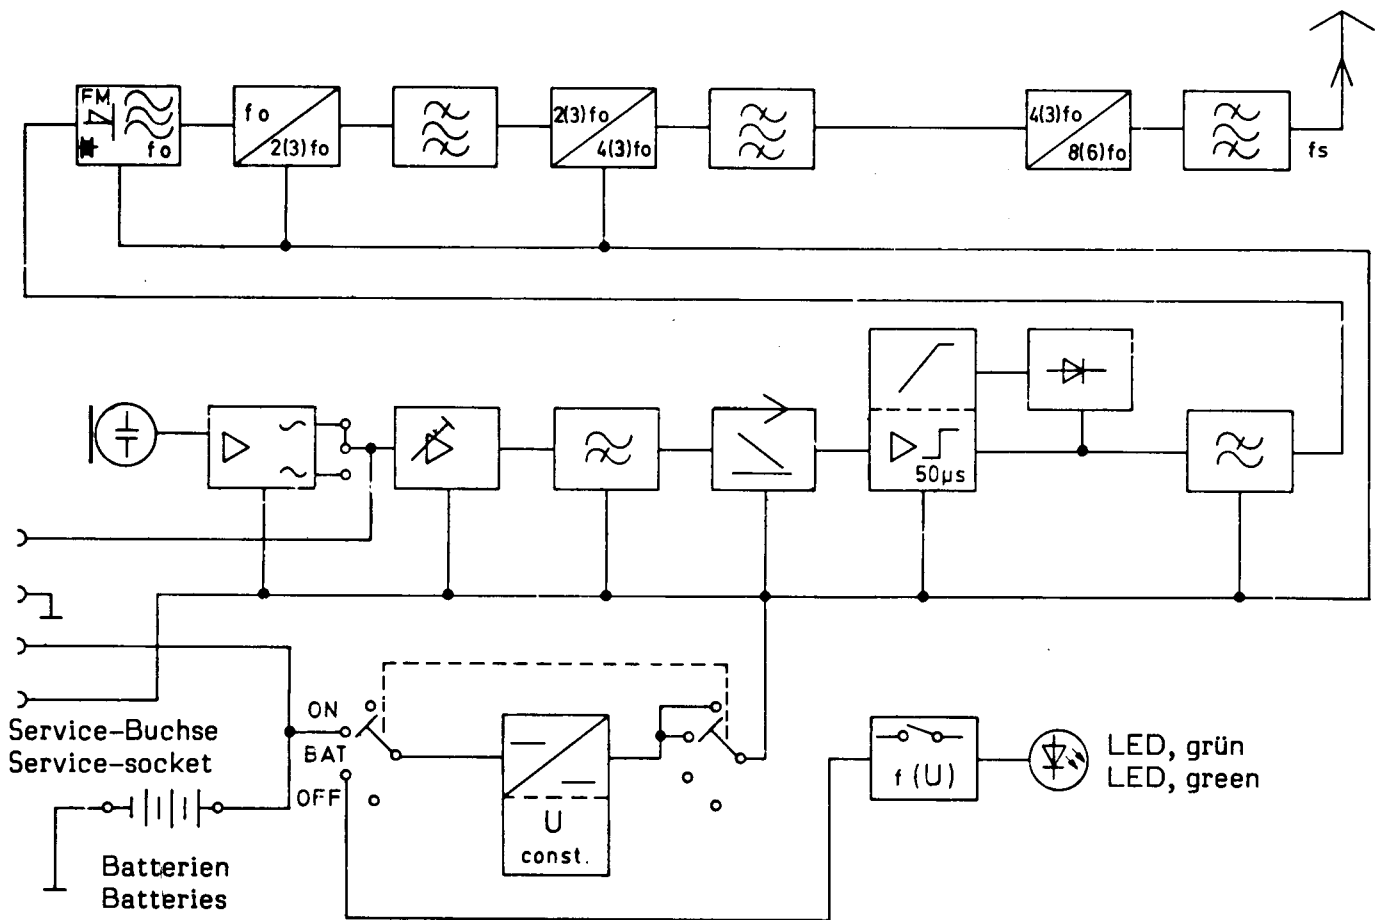 FM
fo
fo
2(3)fo
2(3)fo
4(3)fo
4(3)fo
8(6)fo
fs
50µs
Service-Buchse
Service-socket
ON
BAT
OFF
U
const.
f (U)
LED, grün
LED, green
Batterien
Batteries